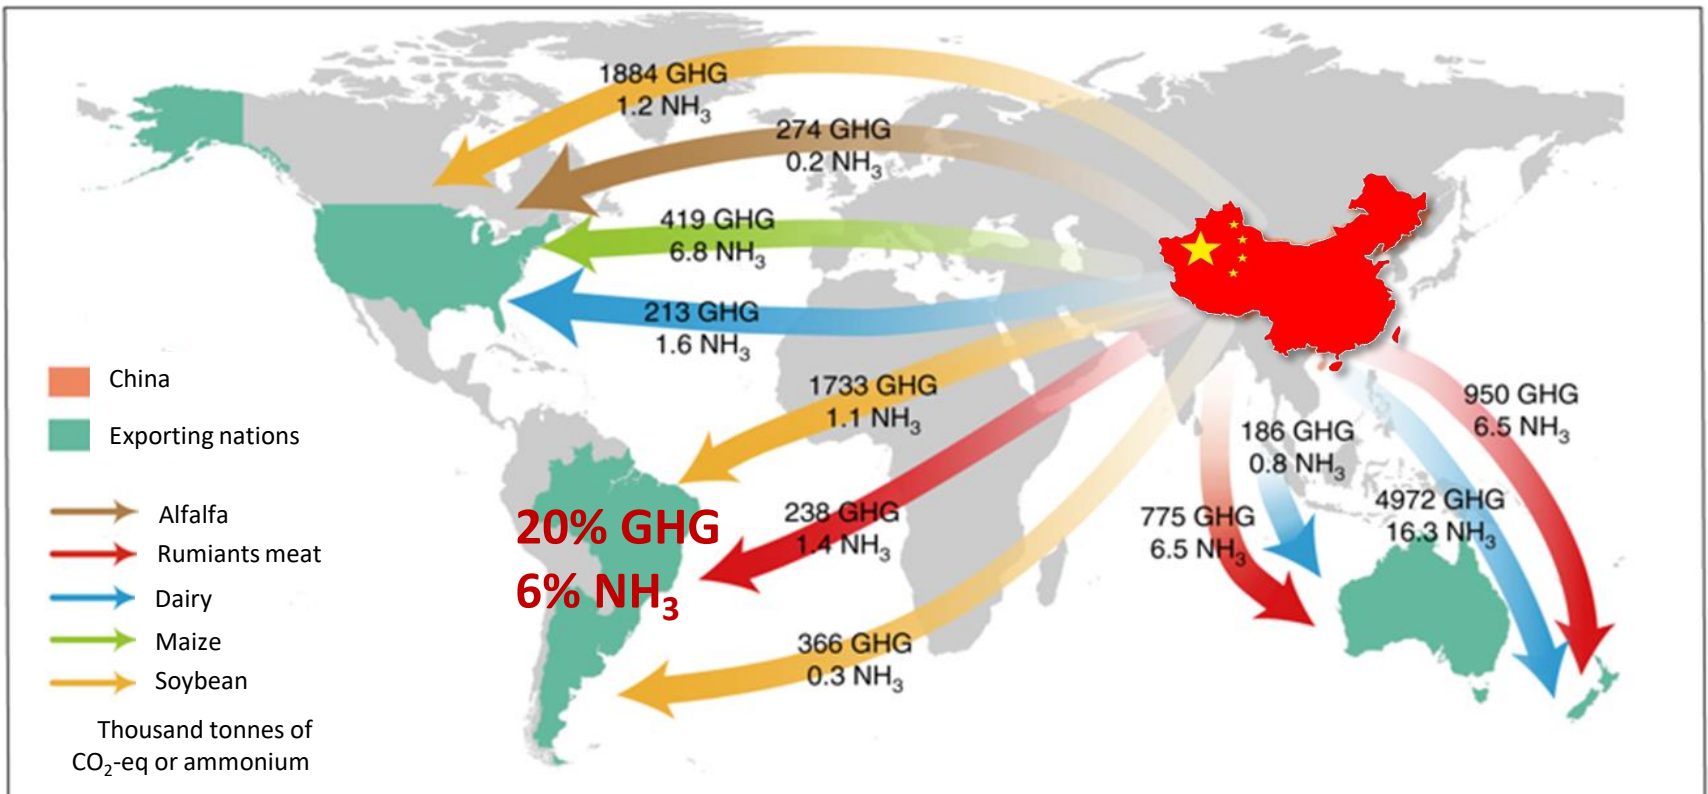 1884 GHG
1.2 NH₃
274 GHG
0.2 NH₃
419 GHG
6.8 NH₃
213 GHG
1.6 NH₃
China
Exporting nations
1733 GHG
1.1 NH₃
950 GHG
6.5 NH₃
186 GHG
0.8 NH₃
4972 GHG
16.3 NH₃
775 GHG
6.5 NH₃
238 GHG
1.4 NH₃
20% GHG
6% NH₃
366 GHG
0.3 NH₃
Alfalfa
Rumiants meat
Dairy
Maize
Soybean
Thousand tonnes of
CO₂-eq or ammonium